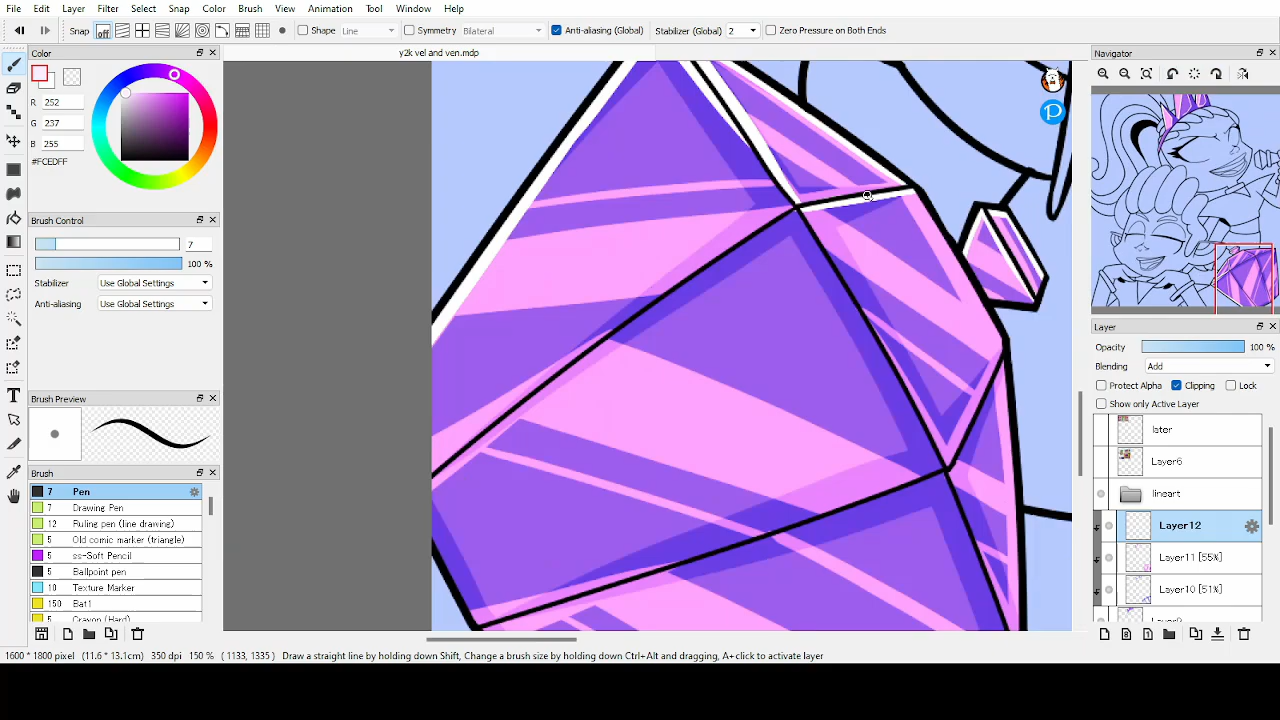 File Edit Layer Filter Select Snap Color Brush View Animation Tool Window Help
Snap off Shape Line Symmetry Bilateral Anti-aliasing (Global) Stabilizer (Global) 2 Zero Pressure on Both Ends
Color
y2k vel and ven.mdp
Navigator
R 252
G 237
B 255
#FCEDFF
Brush Control
7
100 %
Stabilizer Use Global Settings
Anti-aliasing Use Global Settings
Brush Preview
Brush
7 Pen
7 Drawing Pen
12 Ruling pen (line drawing)
5 Old comic marker (triangle)
5 ss-Soft Pencil
5 Ballpoint pen
10 Texture Marker
150 Bat1
5 Crayon (Hard)
Layer
Opacity 100 %
Blending Add
Protect Alpha Clipping Lock
Show only Active Layer
Layer6
lineart
Layer12
Layer11 [55%]
Layer10 [51%]
1600 * 1800 pixel (11.6 * 13.1cm) 350 dpi 150 % ( 1133, 1335 ) Draw a straight line by holding down Shift, Change a brush size by holding down Ctrl+Alt and dragging, A+click to activate layer